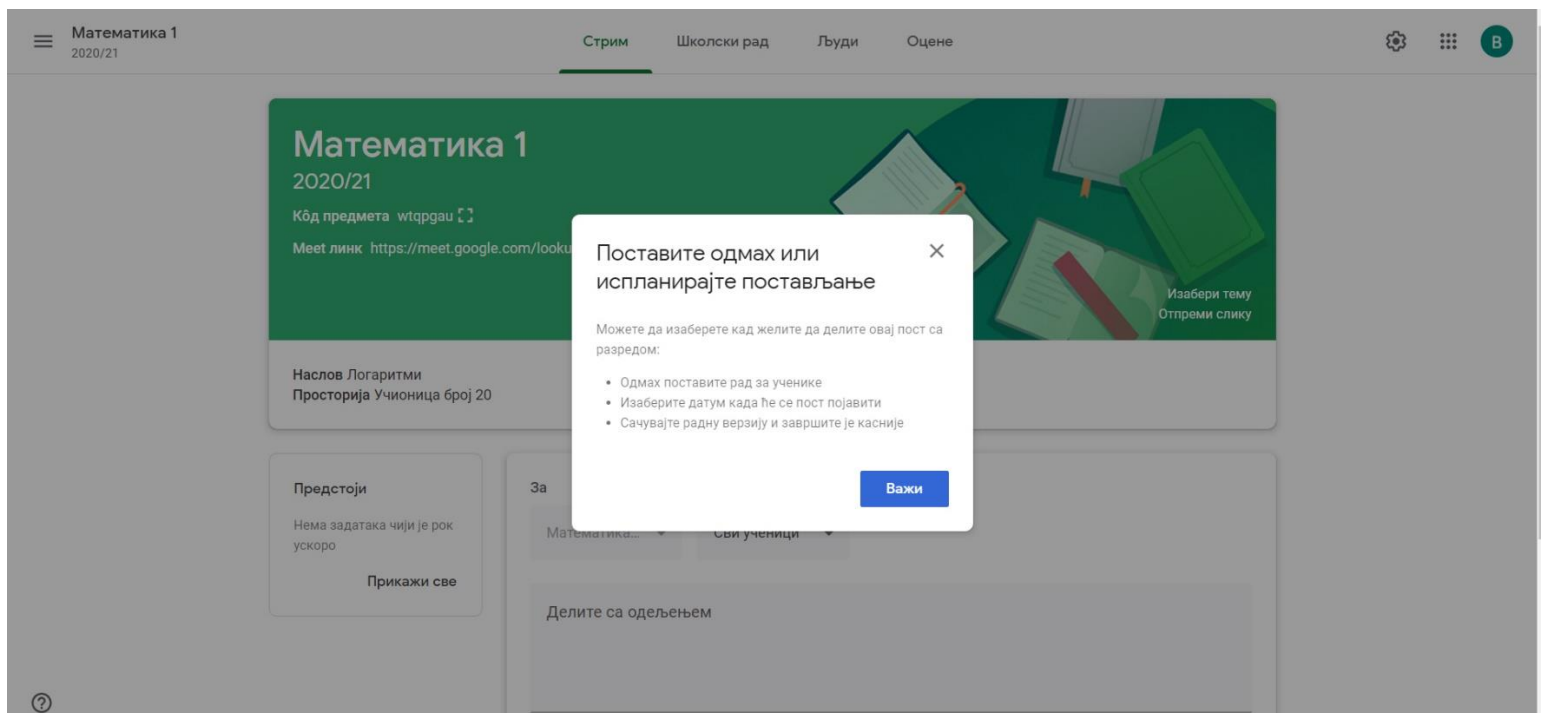 Математика 1
2020/21
Стрим Школски рад Људи Оцене
B
Математика 1
2020/21
Кôд предмета wtqpgau
Meet линк https://meet.google.com/looku
Изабери тему
Отпреми слику
Наслов Логаритми
Просторија Учионица број 20
Поставите одмах или
испланирајте постављање
Можете да изаберете кад желите да делите овај пост са
разредом:
• Одмах поставите рад за ученике
• Изаберите датум када ће се пост појавити
• Сачувајте радну верзију и завршите је касније
Важи
Предстоји
Нема задатака чији је рок
ускоро
Прикажи све
За
Математика... Сви ученици
Делите са одељењем